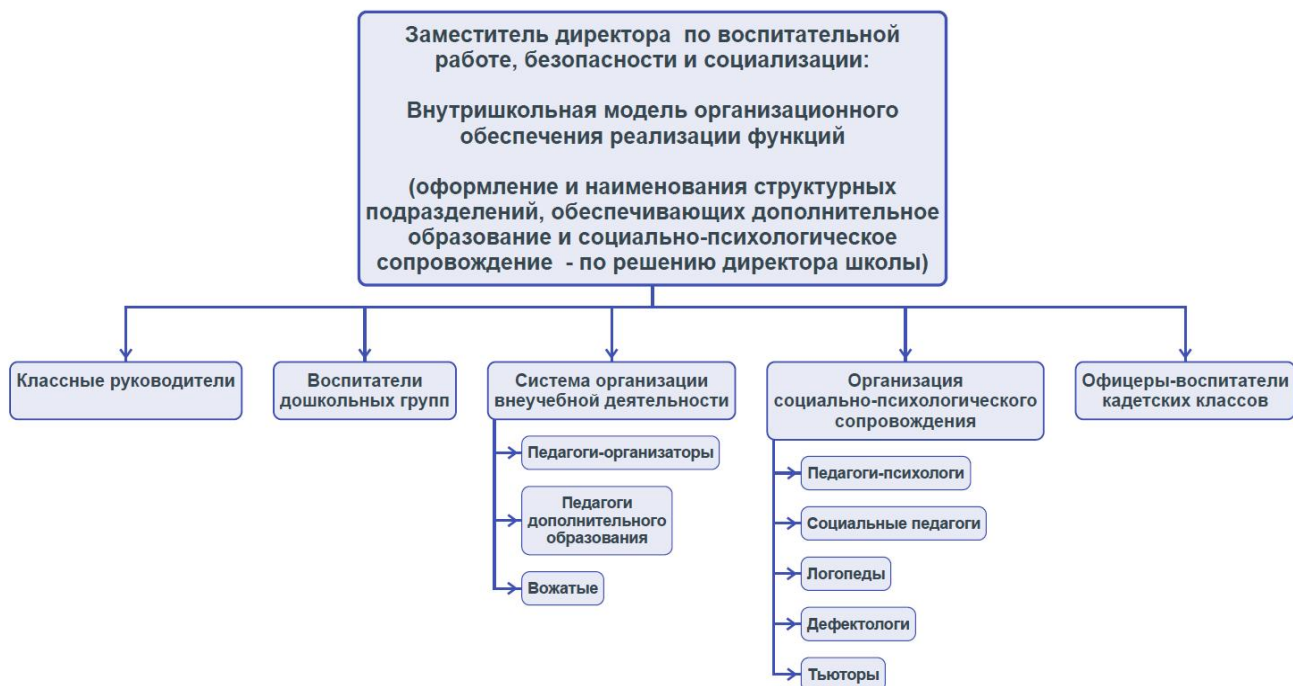 Заместитель директора по воспитательной
работе, безопасности и социализации:
Внутришкольная модель организационного
обеспечения реализации функций
(оформление и наименования структурных
подразделений, обеспечивающих дополнительное
образование и социально-психологическое
сопровождение - по решению директора школы)
Классные руководители
Воспитатели
дошкольных групп
Система организации
внеучебной деятельности
Педагоги-организаторы
Педагоги
дополнительного
образования
Вожатые
Организация
социально-психологического
сопровождения
Педагоги-психологи
Социальные педагоги
Логопеды
Дефектологи
Тьюторы
Офицеры-воспитатели
кадетских классов